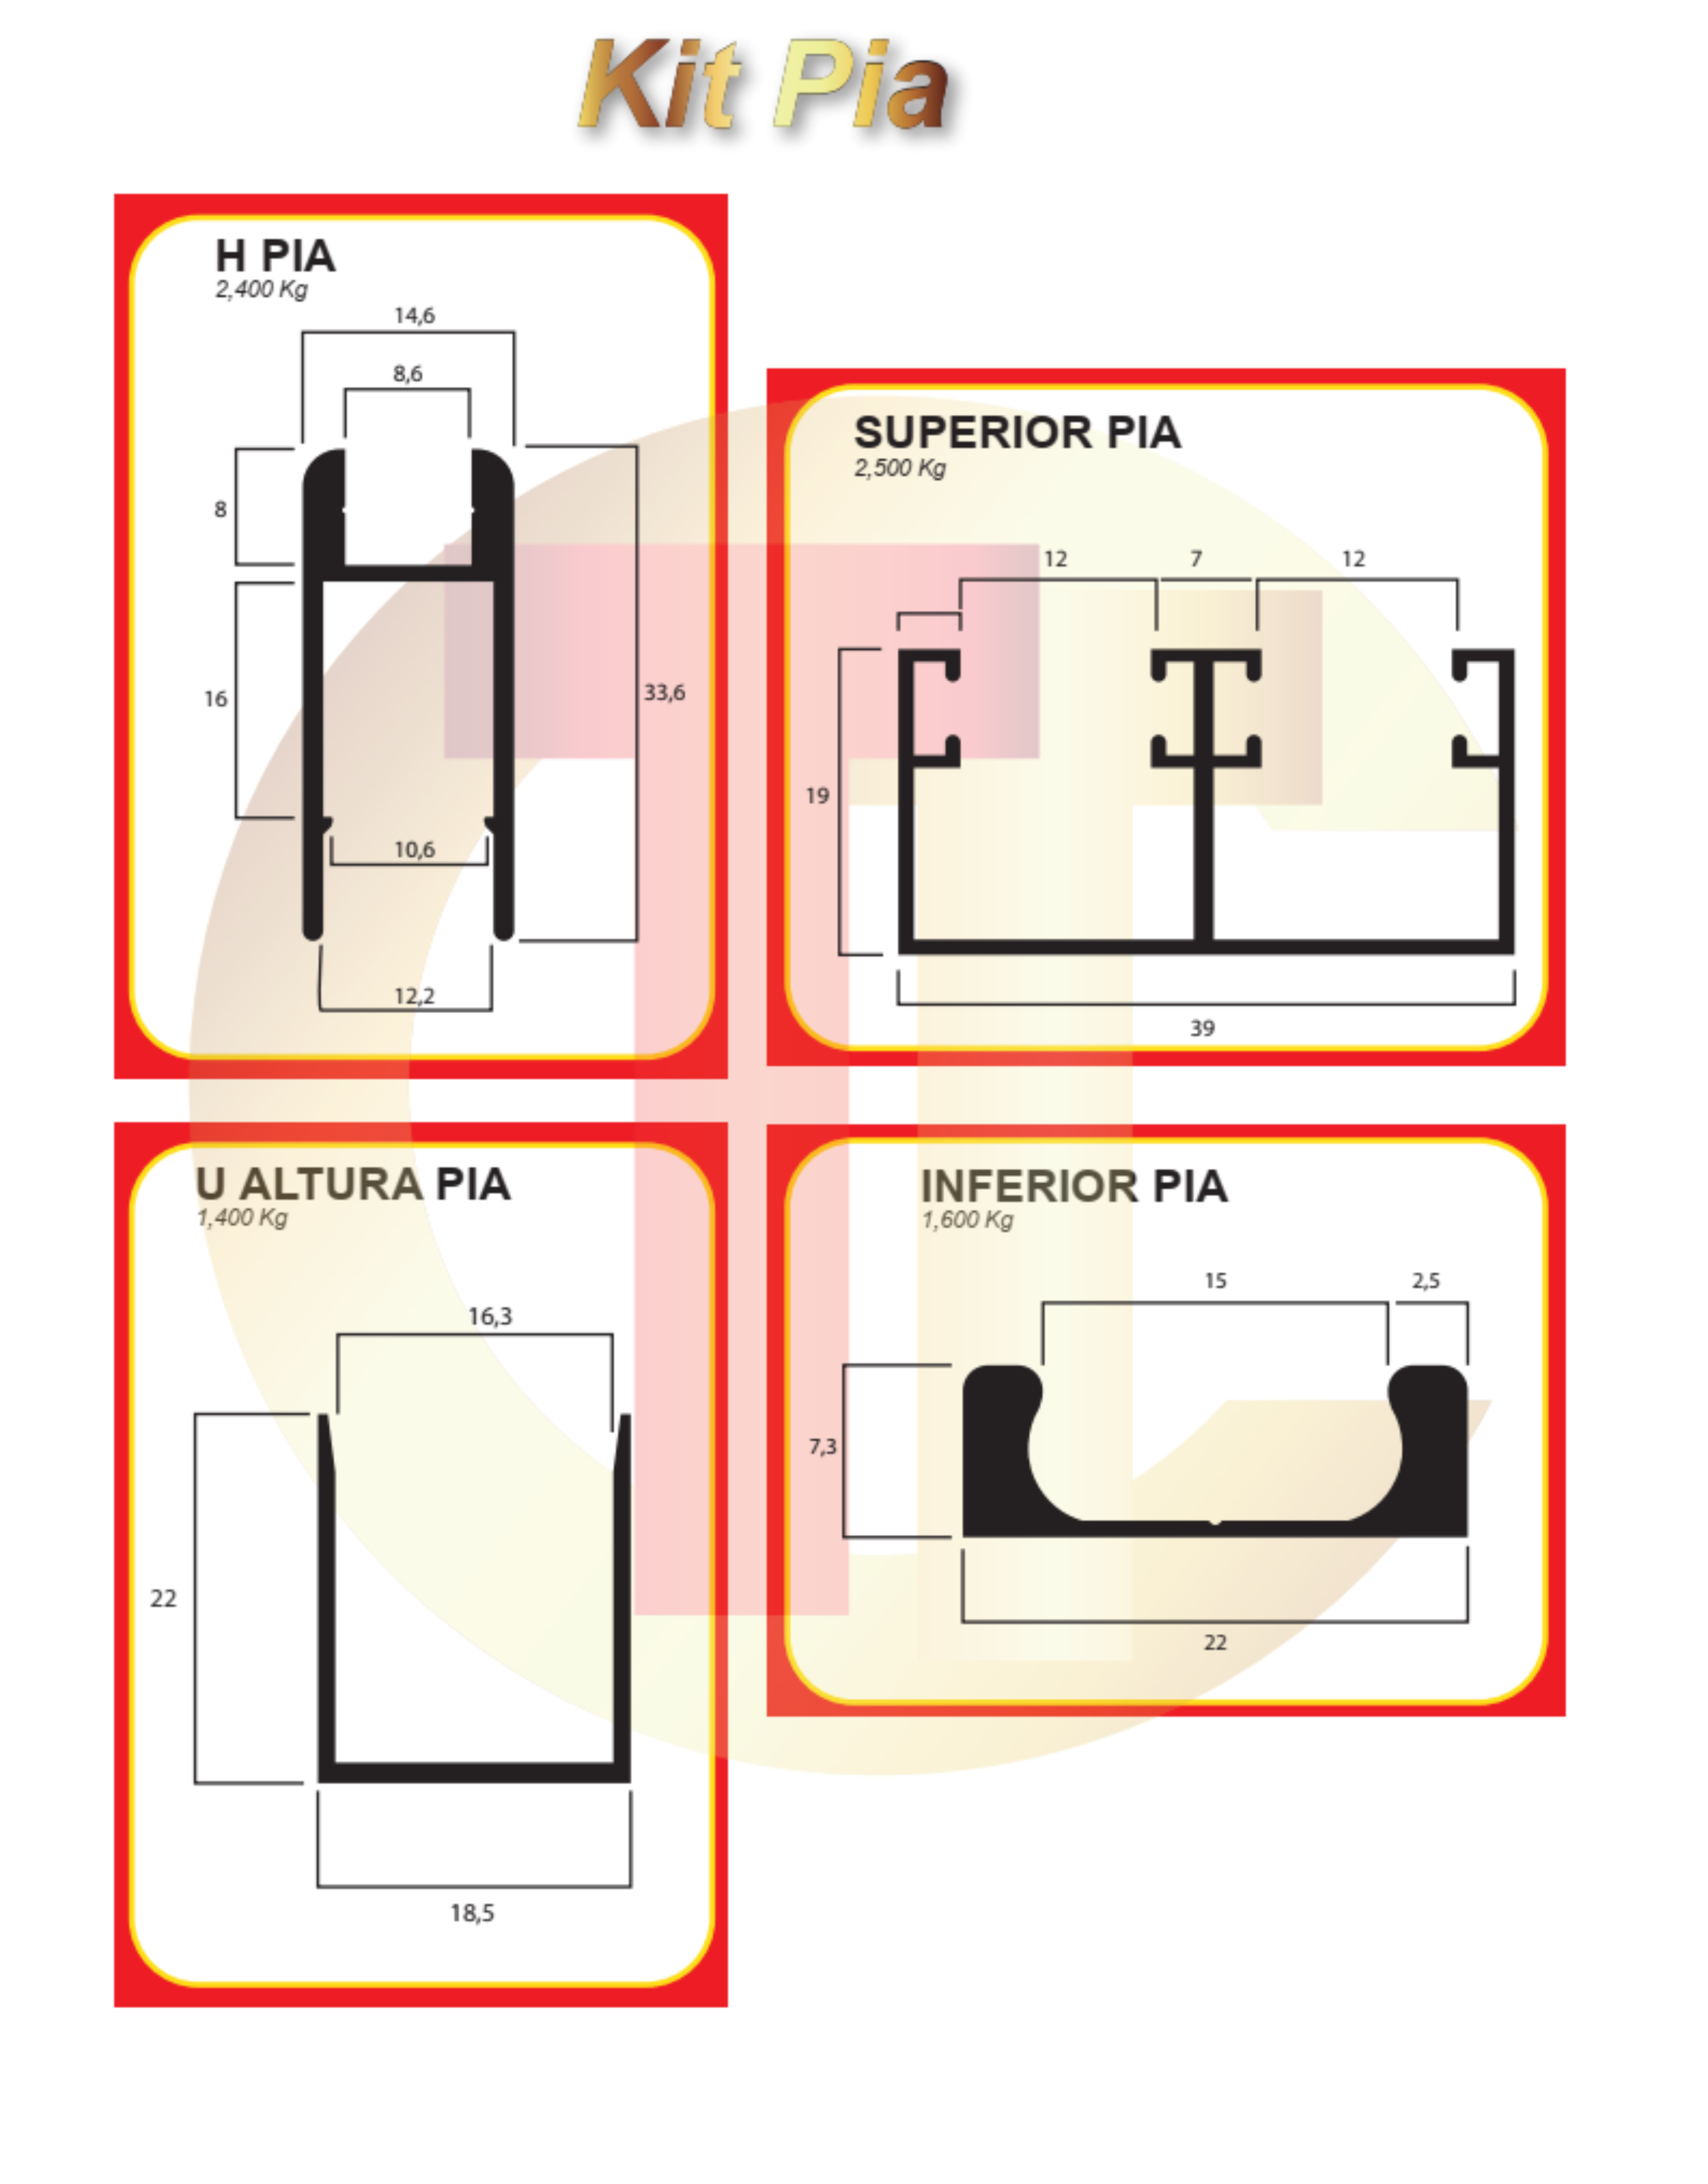 Kit Pia
H PIA
2,400 Kg
14,6
8,6
8
16
33,6
10,6
12,2
SUPERIOR PIA
2,500 Kg
12
7
12
19
39
U ALTURA PIA
1,400 Kg
16,3
22
18,5
INFERIOR PIA
1,600 Kg
15
2,5
7,3
22